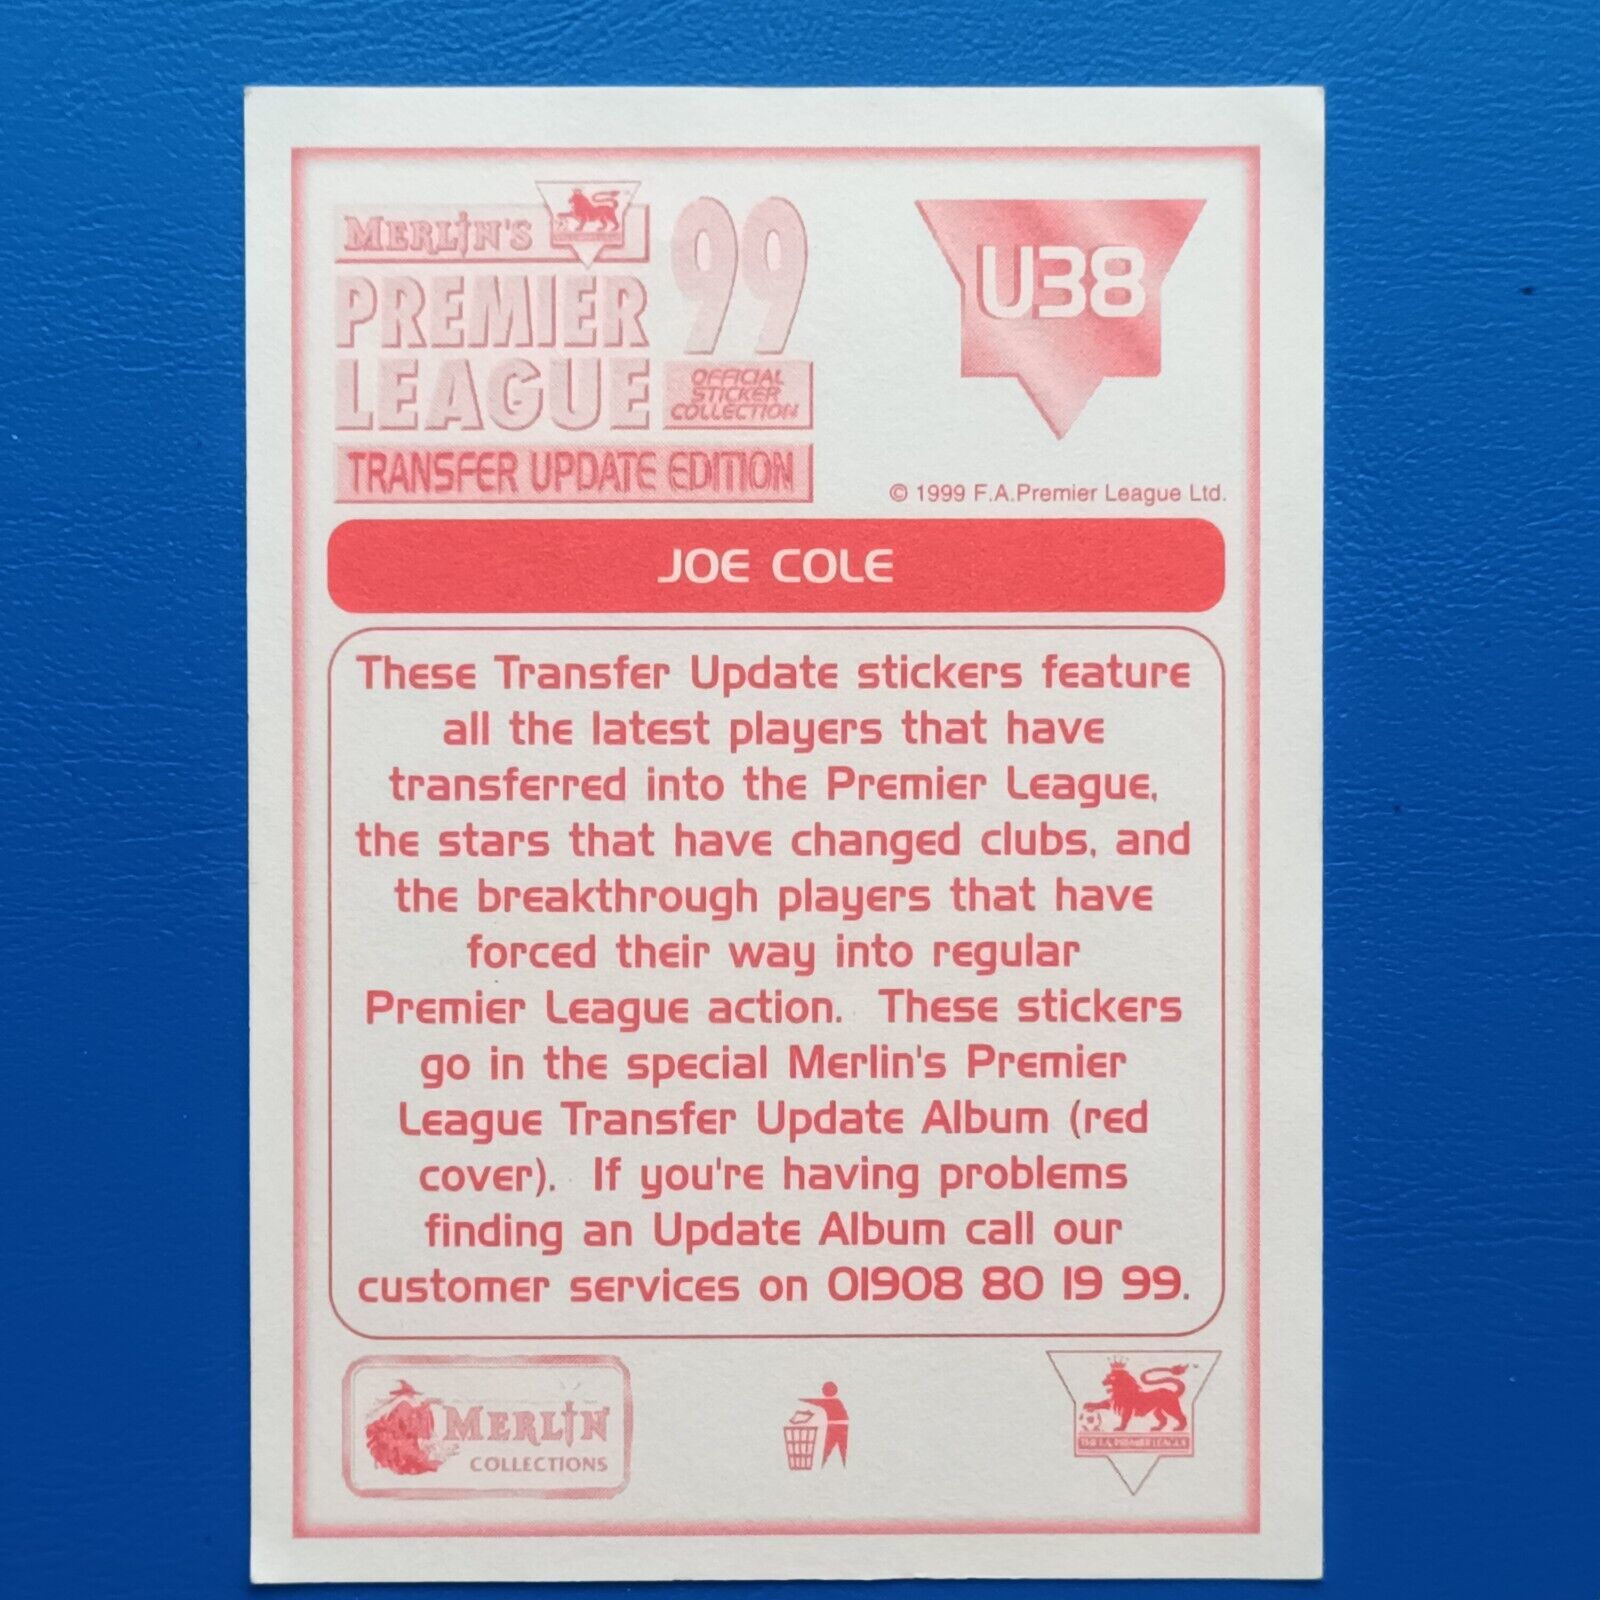 MERLIN'S
PREMIER
LEAGUE
99
OFFICIAL
STICKER
COLLECTION
TRANSFER UPDATE EDITION
U38
© 1999 F.A.Premier League Ltd.
JOE COLE
These Transfer Update stickers feature
all the latest players that have
transferred into the Premier League,
the stars that have changed clubs, and
the breakthrough players that have
forced their way into regular
Premier League action. These stickers
go in the special Merlin's Premier
League Transfer Update Album (red
cover). If you're having problems
finding an Update Album call our
customer services on 01908 80 19 99.
MERLIN
COLLECTIONS
THE F.A. PREMIER LEAGUE